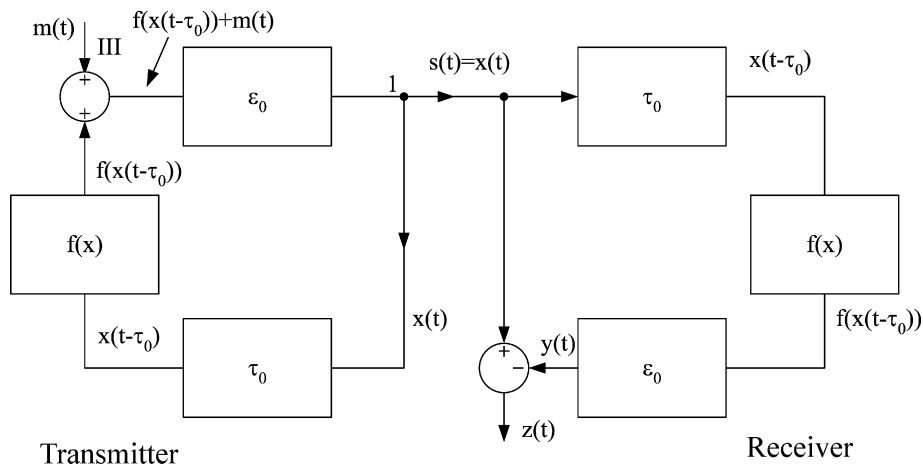 f(x(t-τ0))+m(t)
m(t)
III
+
+
ε0
1
s(t)=x(t)
τ0
x(t-τ0)
f(x(t-τ0))
f(x)
f(x)
x(t-τ0)
τ0
x(t)
+
-
y(t)
ε0
f(x(t-τ0))
z(t)
Transmitter
Receiver